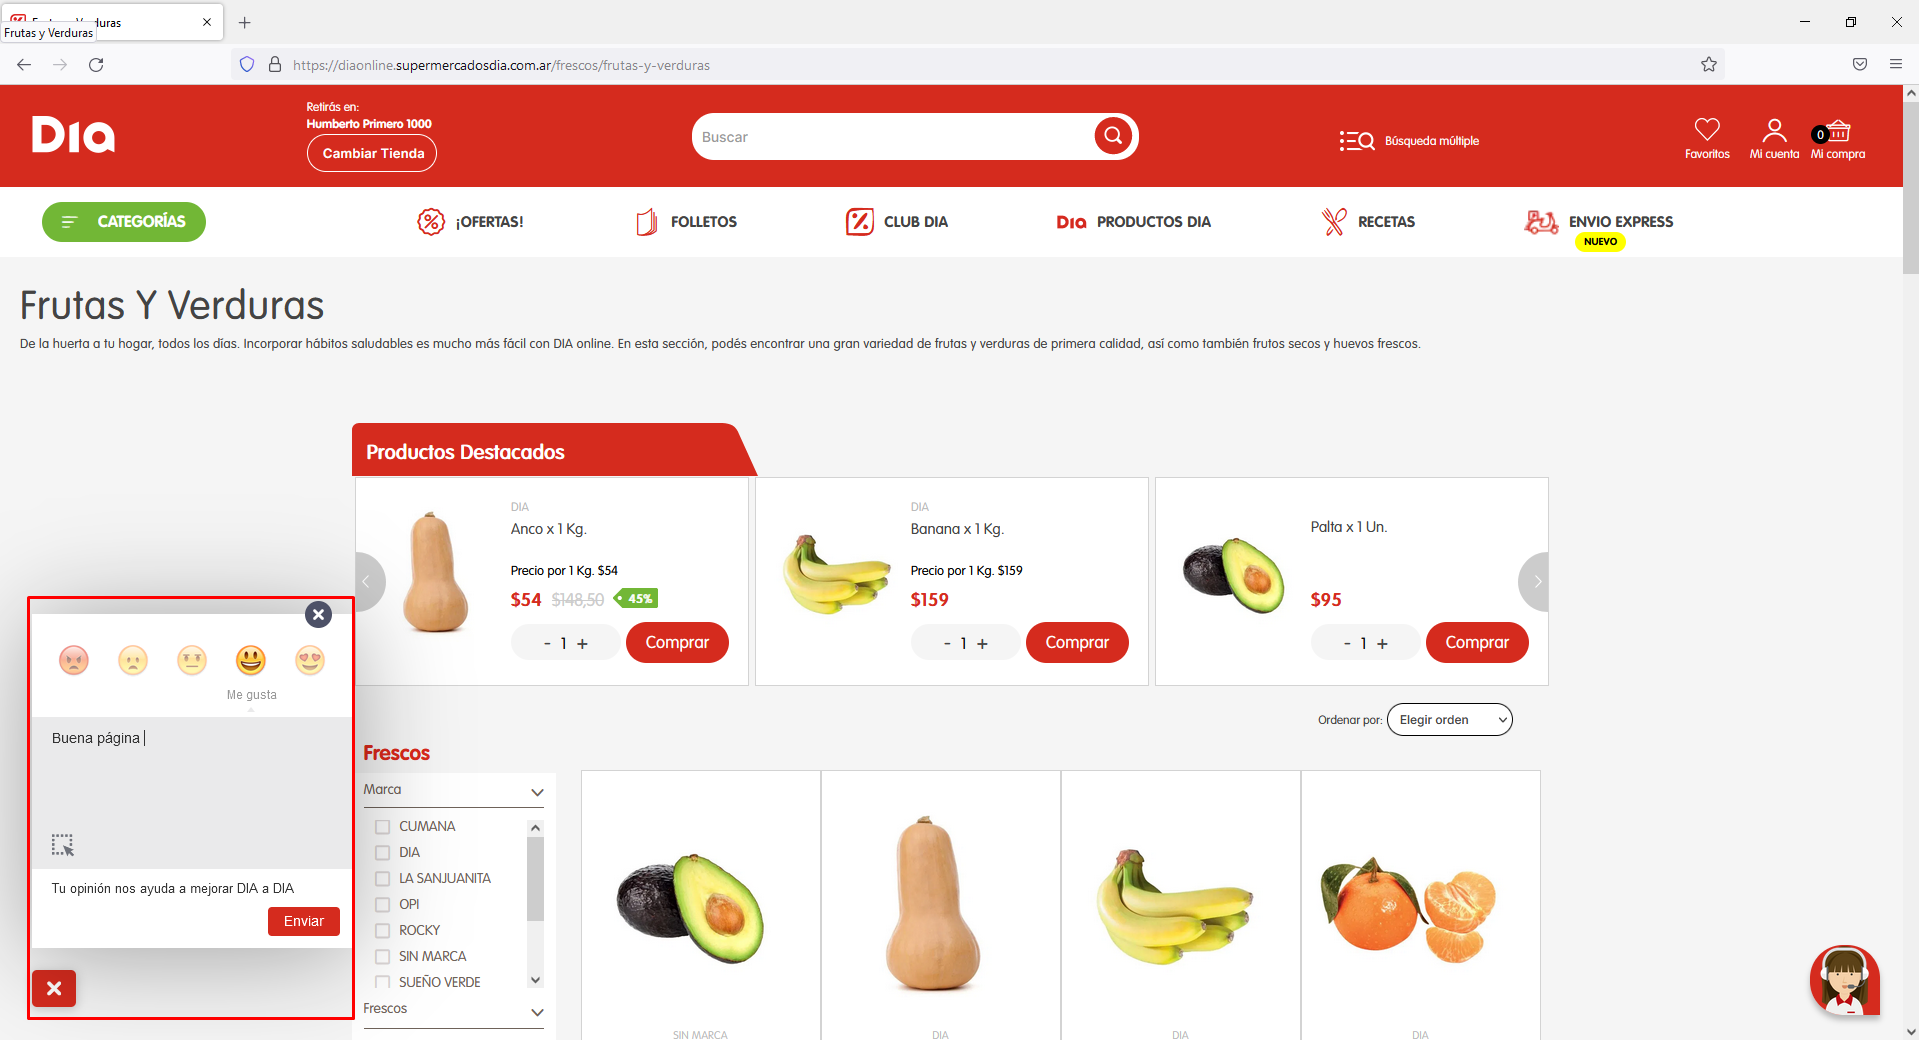 Frutas y Verduras
https://diaonline.supermercadosdia.com.ar/frescos/frutas-y-verduras
Dia
Retirás en:
Humberto Primero 1000
Cambiar Tienda
Buscar
Búsqueda múltiple
Favoritos
Mi cuenta
0
Mi compra
CATEGORÍAS
¡OFERTAS!
FOLLETOS
CLUB DIA
Dia PRODUCTOS DIA
RECETAS
ENVIO EXPRESS
NUEVO
Frutas Y Verduras
De la huerta a tu hogar, todos los días. Incorporar hábitos saludables es mucho más fácil con DIA online. En esta sección, podés encontrar una gran variedad de frutas y verduras de primera calidad, así como también frutos secos y huevos frescos.
Productos Destacados
DIA
Anco x 1 Kg.
Precio por 1 Kg. $54
$54 $148,50 45%
- 1 + Comprar
DIA
Banana x 1 Kg.
Precio por 1 Kg. $159
$159
- 1 + Comprar
Palta x 1 Un.
$95
- 1 + Comprar
Me gusta
Buena página
Tu opinión nos ayuda a mejorar DIA a DIA
Enviar
Ordenar por: Elegir orden
Frescos
Marca
CUMANA
DIA
LA SANJUANITA
OPI
ROCKY
SIN MARCA
SUEÑO VERDE
Frescos
SIN MARCA
DIA
DIA
DIA